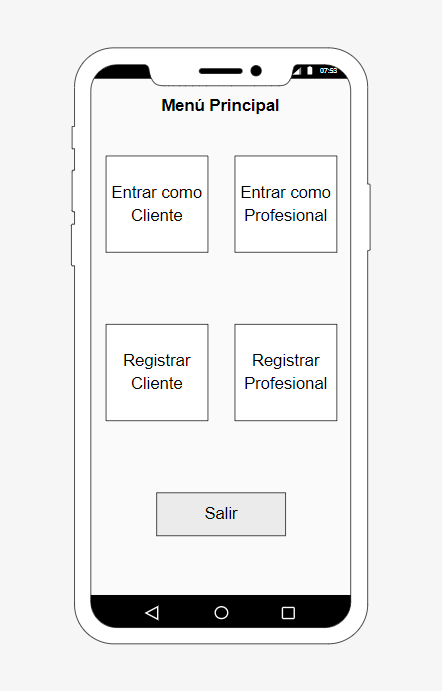 07:53
Menú Principal
Entrar como
Cliente
Entrar como
Profesional
Registrar
Cliente
Registrar
Profesional
Salir